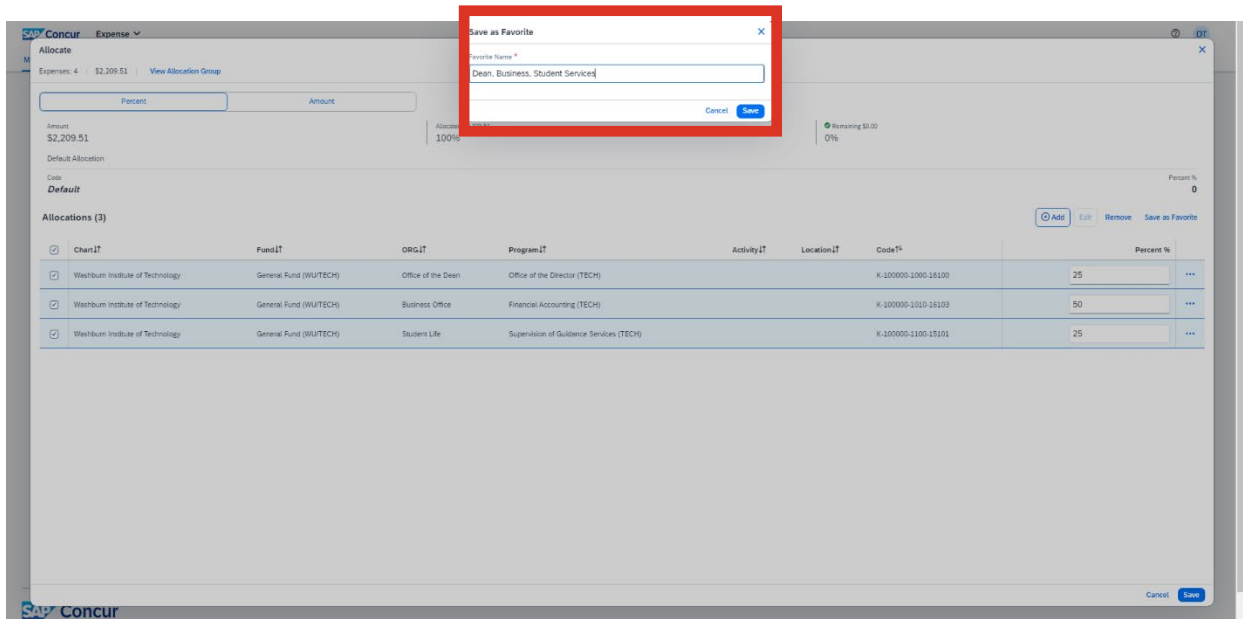 SAP Concur Expense
DT
Save as Favorite
Favorite Name *
Dean, Business, Student Services
Cancel Save
Allocate
Expenses: 4 $2,209.51 View Allocation Group
Percent Amount
Amount
$2,209.51
100%
Remaining $0.00
0%
Default Allocation
Code Percent %
Default 0
Allocations (3) Add Edit Remove Save as Favorite
Chart Fund ORG Program Activity Location Code Percent %
Washburn Institute of Technology General Fund (WU/TECH) Office of the Dean Office of the Director (TECH) K-100000-1000-16100 25
Washburn Institute of Technology General Fund (WU/TECH) Business Office Financial Accounting (TECH) K-100000-1010-16103 50
Washburn Institute of Technology General Fund (WU/TECH) Student Life Supervision of Guidance Services (TECH) K-100000-1100-15101 25
Cancel Save
SAP Concur